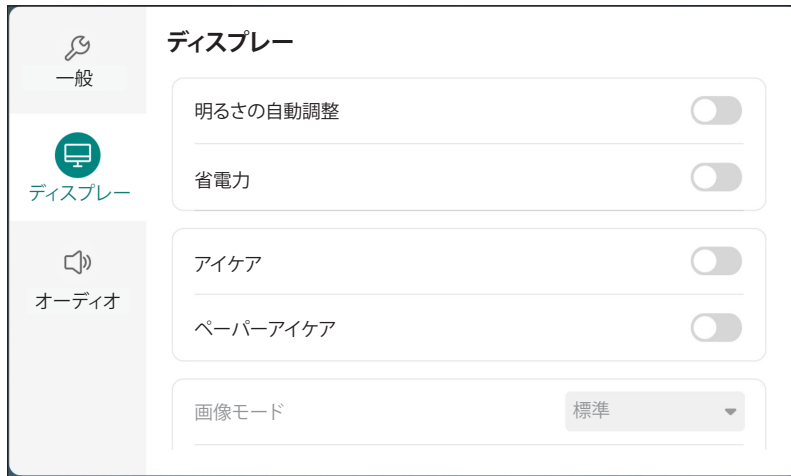 一般
ディスプレー
オーディオ
ディスプレー
明るさの自動調整
省電力
アイケア
ペーパーアイケア
画像モード
標準